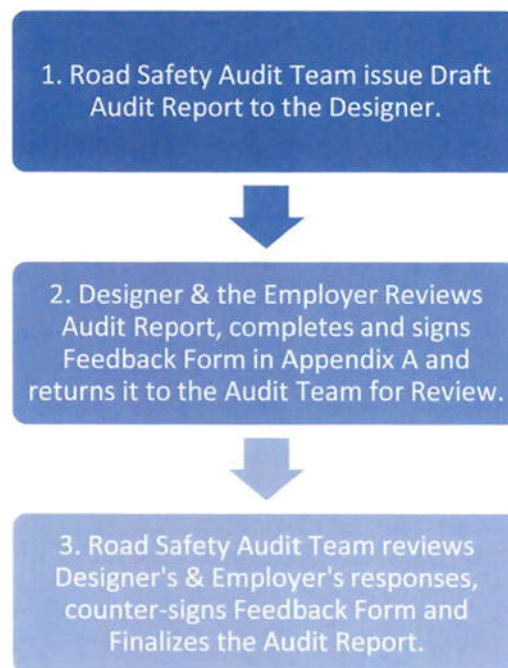 1. Road Safety Audit Team issue Draft
Audit Report to the Designer.
2. Designer & the Employer Reviews
Audit Report, completes and signs
Feedback Form in Appendix A and
returns it to the Audit Team for Review.
3. Road Safety Audit Team reviews
Designer's & Employer's responses,
counter-signs Feedback Form and
Finalizes the Audit Report.